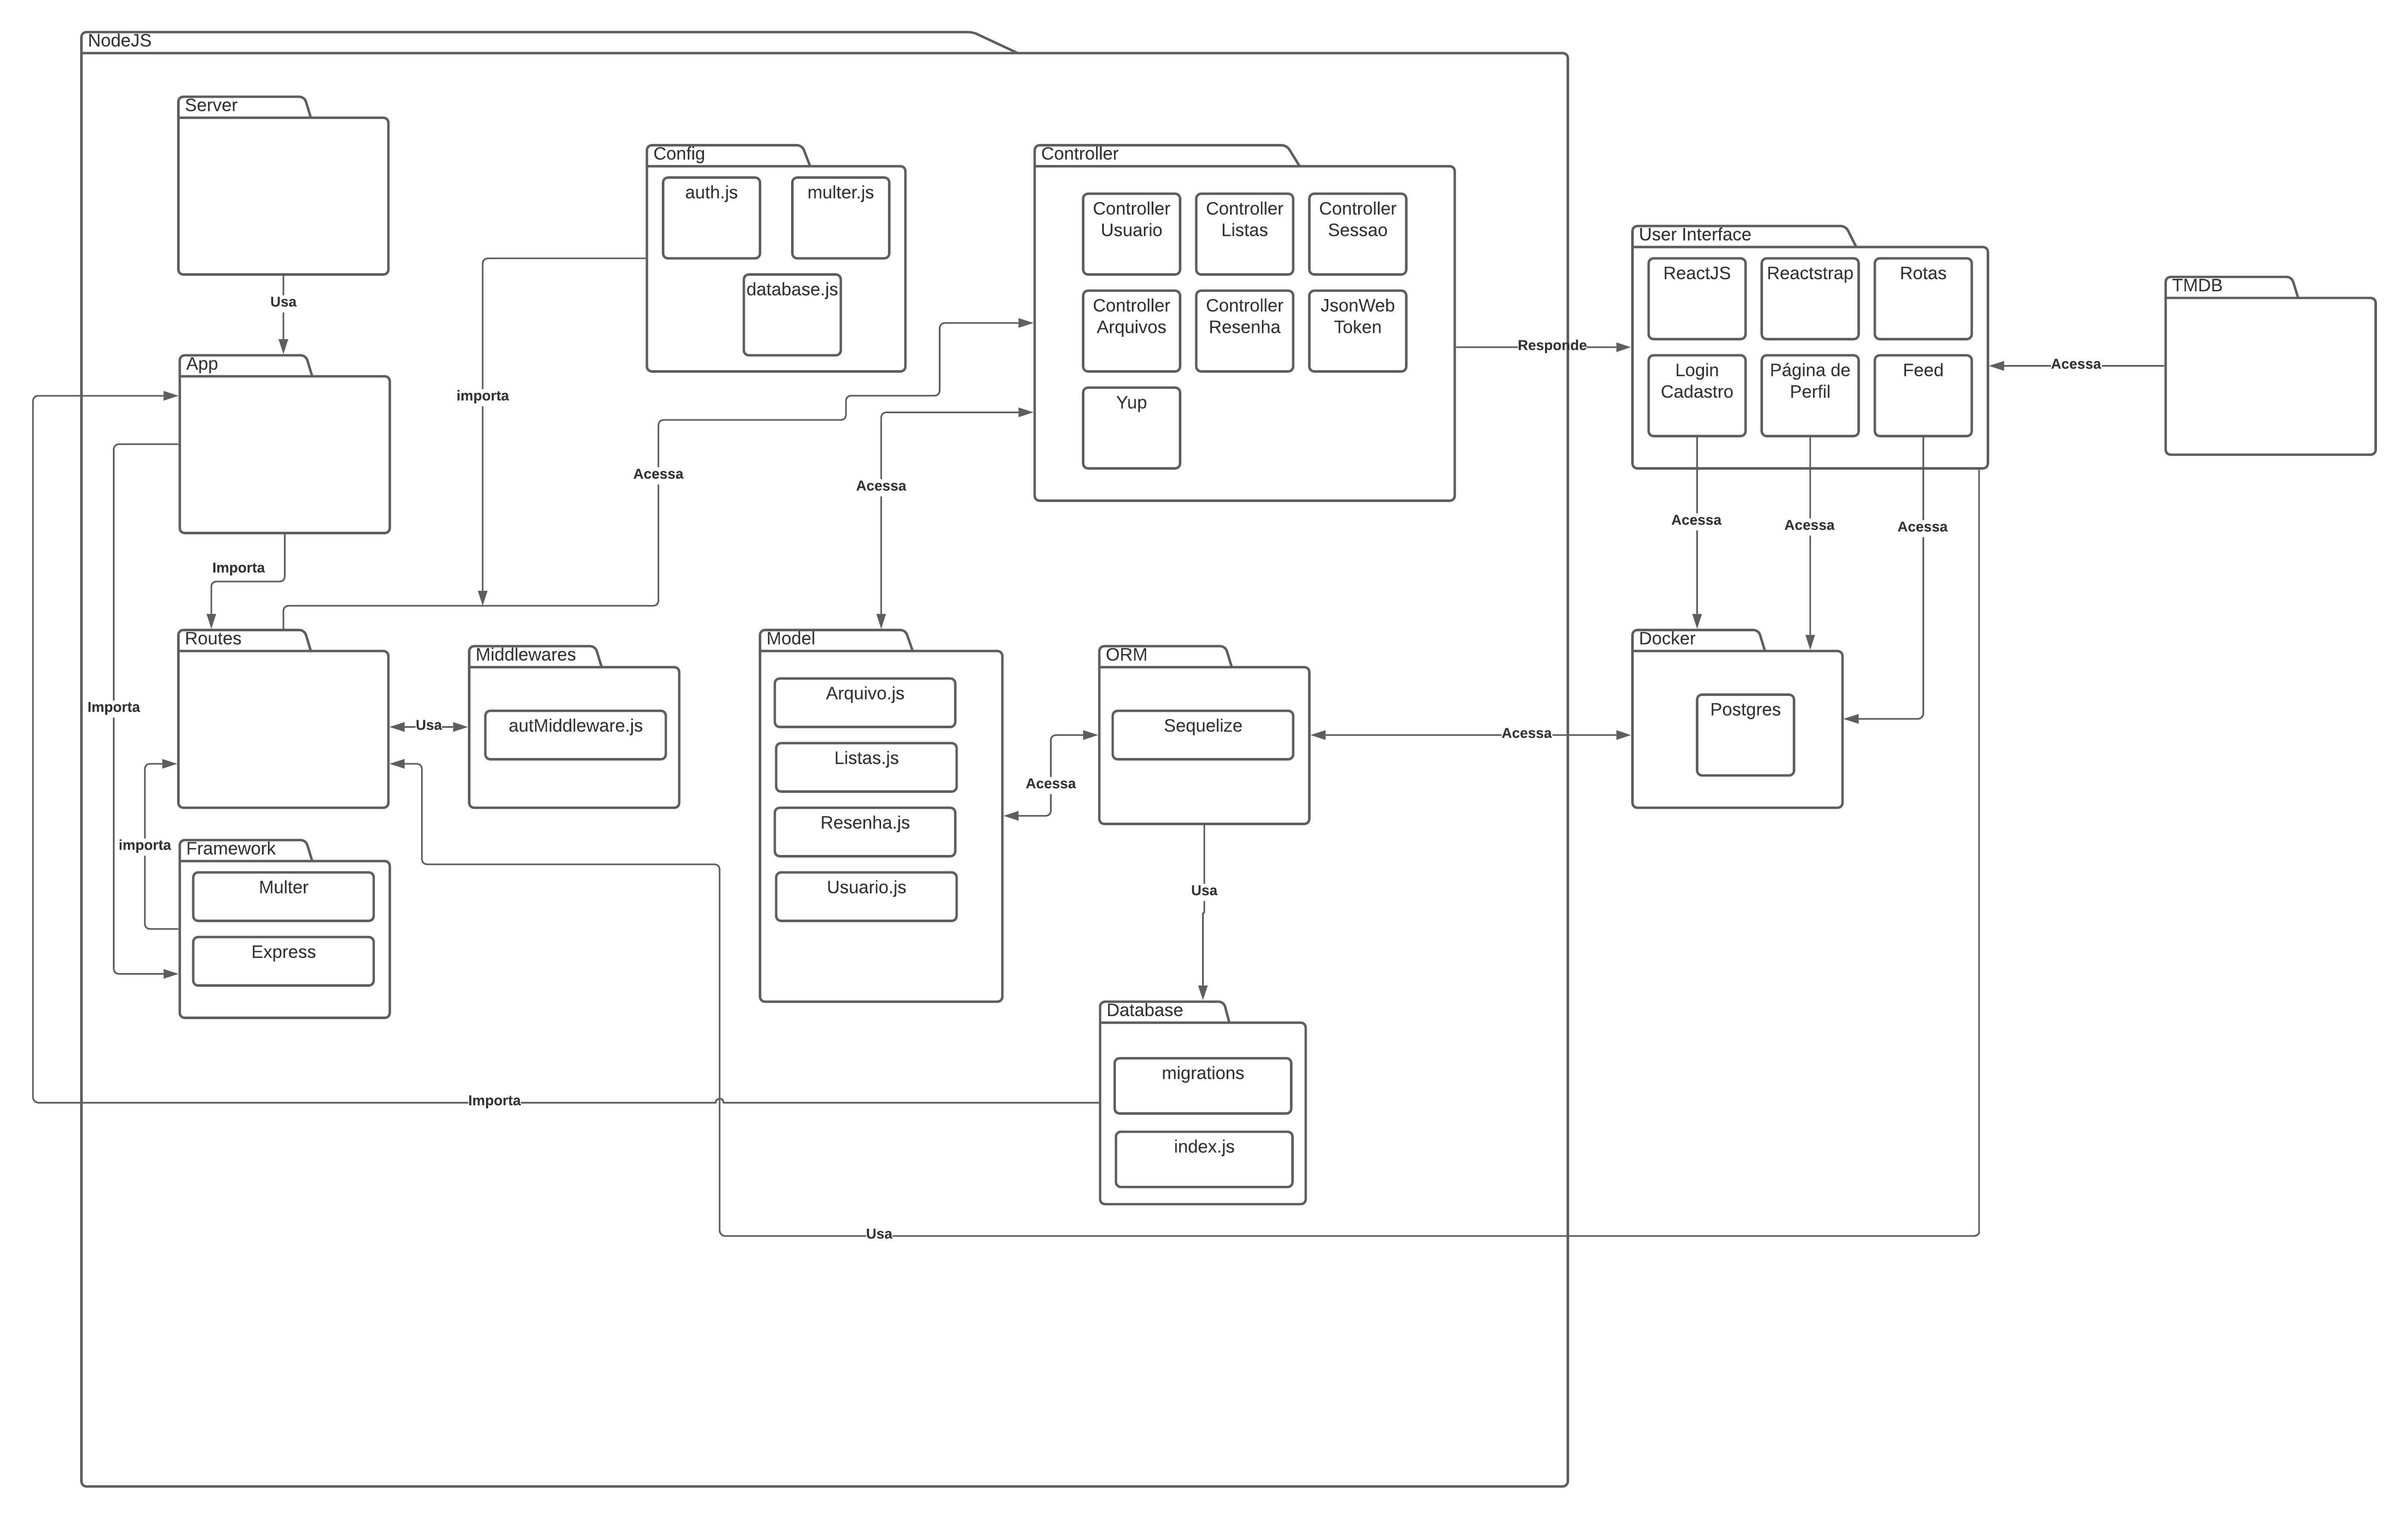 NodeJS
Server
Usa
App
Importa
Importa
Routes
importa
Framework
Multer
Express
Config
auth.js
multer.js
database.js
importa
Acessa
Usa
Middlewares
autMiddleware.js
Controller
Controller
Usuario
Controller
Listas
Controller
Sessao
Controller
Arquivos
Controller
Resenha
JsonWeb
Token
Yup
Acessa
Model
Arquivo.js
Listas.js
Resenha.js
Usuario.js
Acessa
ORM
Sequelize
Usa
Database
migrations
index.js
Importa
Usa
Responde
User Interface
ReactJS
Reactstrap
Rotas
Login
Cadastro
Página de
Perfil
Feed
Acessa
TMDB
Acessa
Acessa
Acessa
Acessa
Docker
Postgres